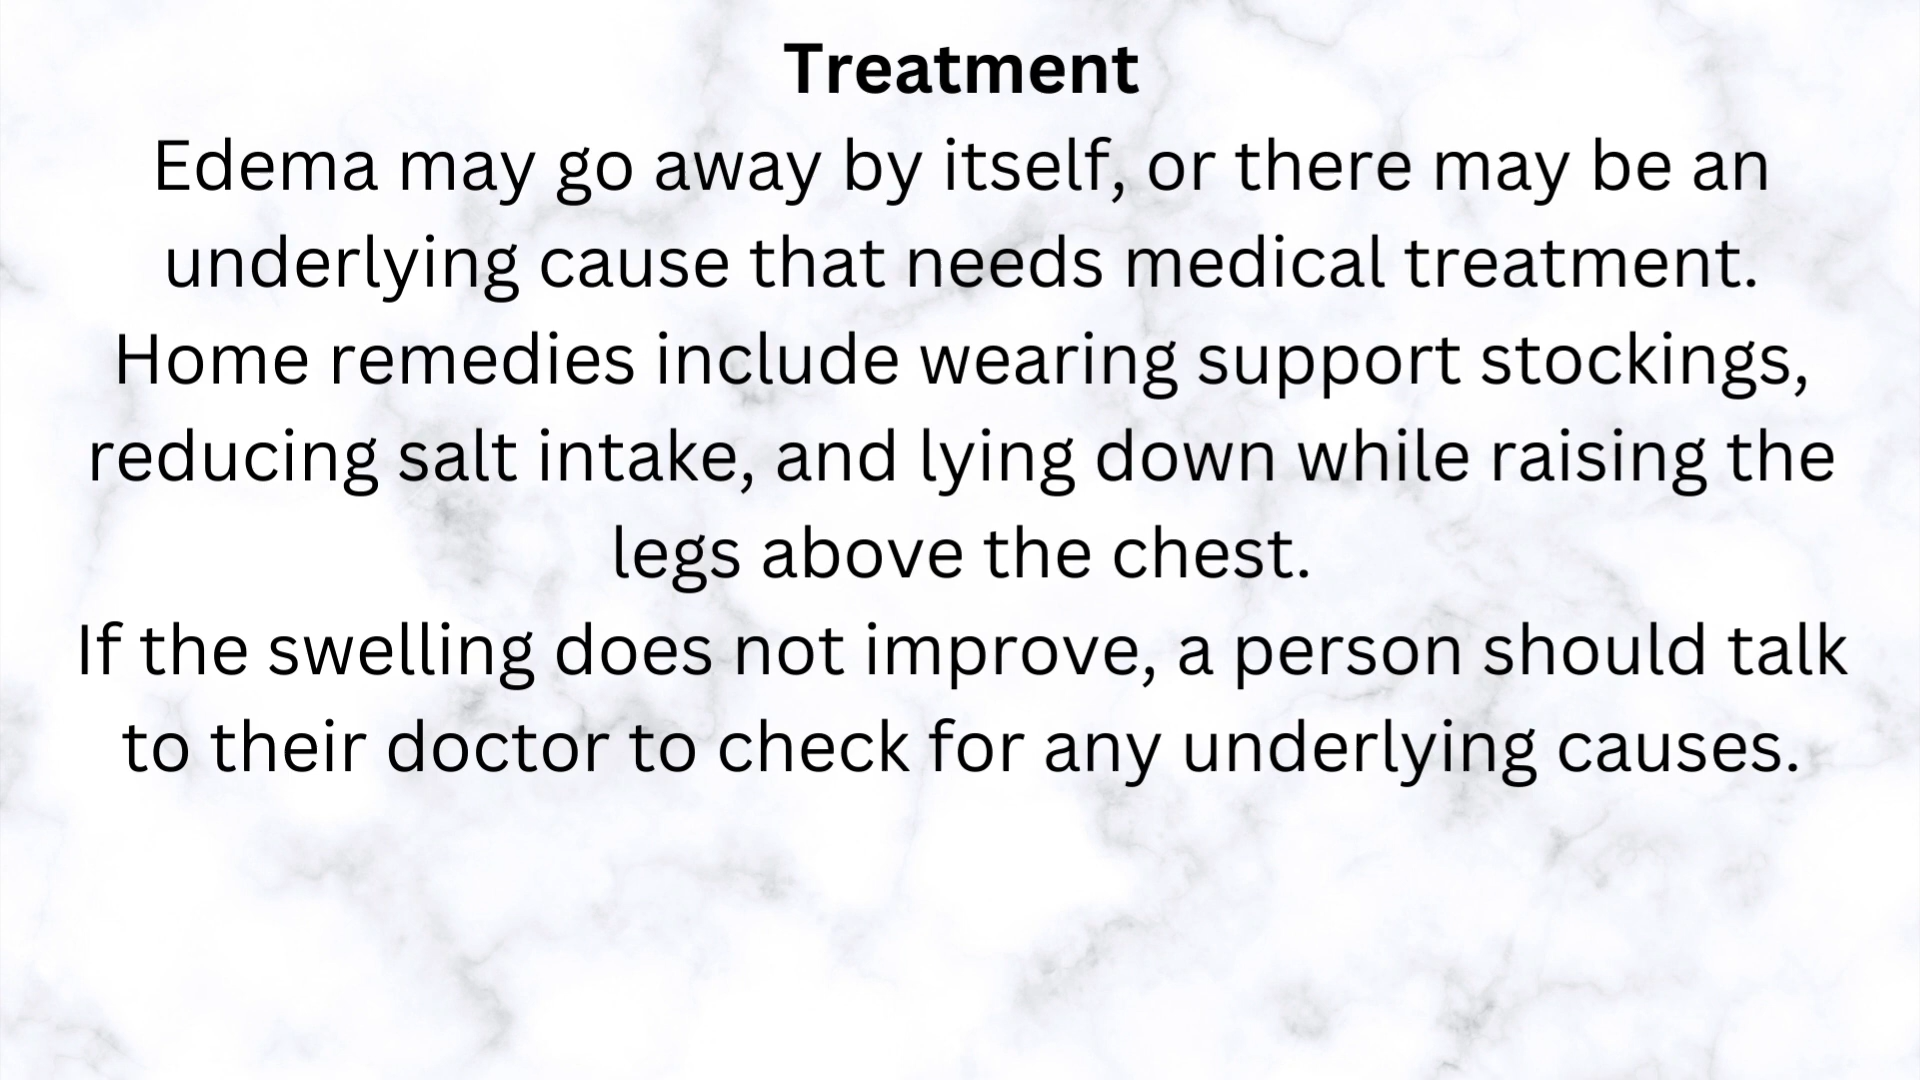 Treatment
Edema may go away by itself, or there may be an
underlying cause that needs medical treatment.
Home remedies include wearing support stockings,
reducing salt intake, and lying down while raising the
legs above the chest.
If the swelling does not improve, a person should talk
to their doctor to check for any underlying causes.